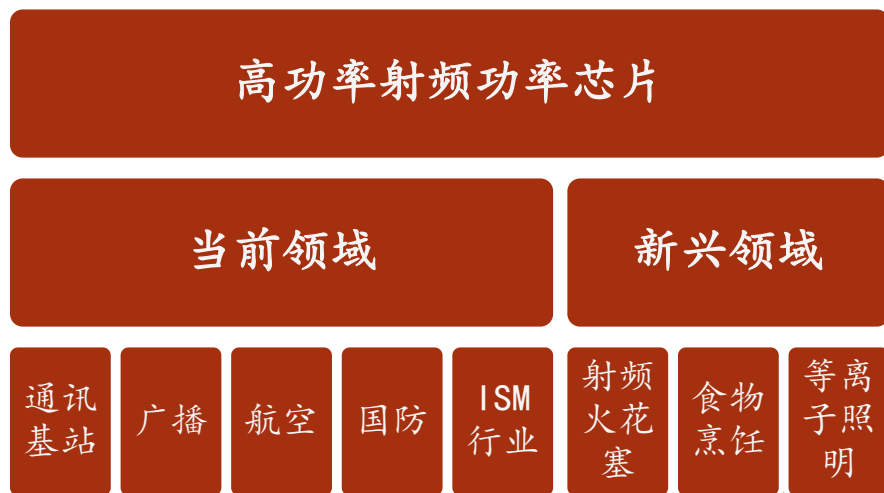 高功率射频功率芯片
当前领域
新兴领域
通讯
基站
广播
航空
国防
ISM
行业
射频
火花
塞
食物
烹饪
等离
子照
明